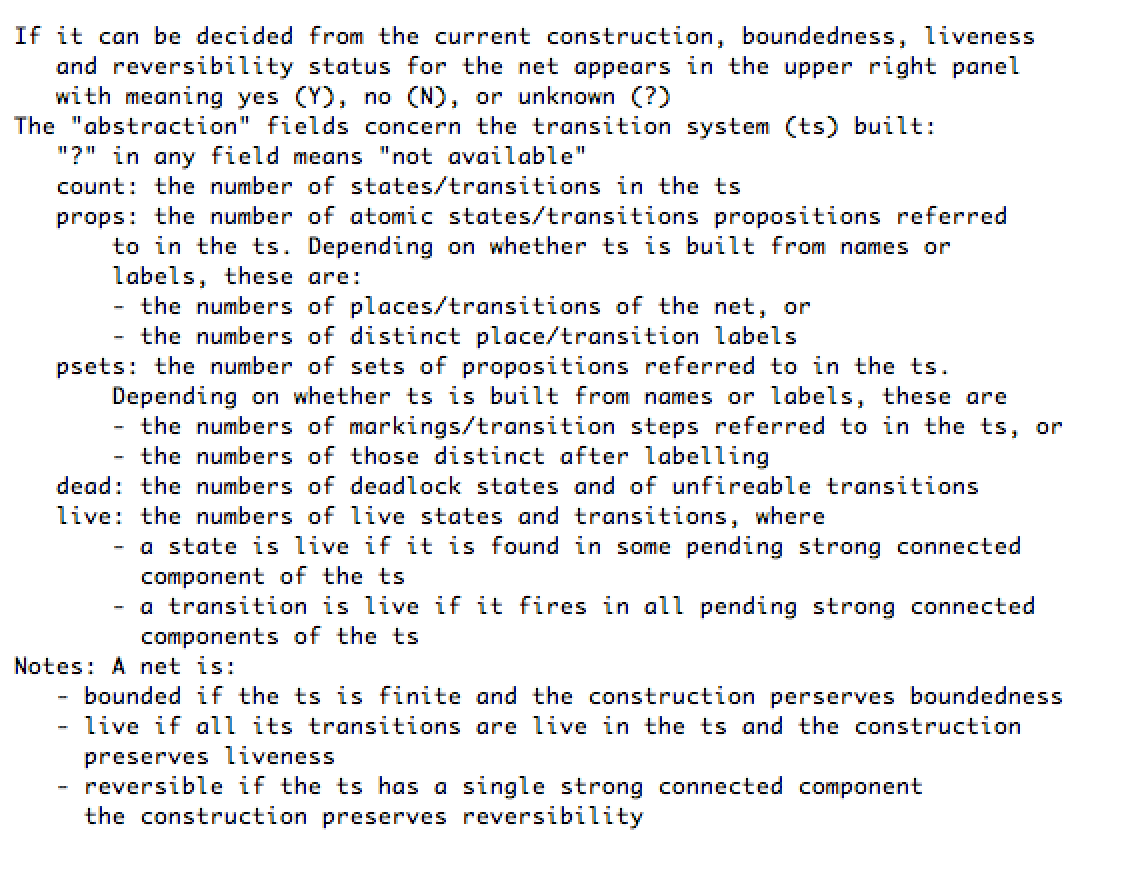 If it can be decided from the current construction, boundedness, liveness
and reversibility status for the net appears in the upper right panel
with meaning yes (Y), no (N), or unknown (?)
The "abstraction" fields concern the transition system (ts) built:
"?" in any field means "not available"
count: the number of states/transitions in the ts
props: the number of atomic states/transitions propositions referred
to in the ts. Depending on whether ts is built from names or
labels, these are:
- the numbers of places/transitions of the net, or
- the numbers of distinct place/transition labels
psets: the number of sets of propositions referred to in the ts.
Depending on whether ts is built from names or labels, these are
- the numbers of markings/transition steps referred to in the ts, or
- the numbers of those distinct after labelling
dead: the numbers of deadlock states and of unfireable transitions
live: the numbers of live states and transitions, where
- a state is live if it is found in some pending strong connected
component of the ts
- a transition is live if it fires in all pending strong connected
components of the ts
Notes: A net is:
- bounded if the ts is finite and the construction perserves boundedness
- live if all its transitions are live in the ts and the construction
preserves liveness
- reversible if the ts has a single strong connected component
the construction preserves reversibility